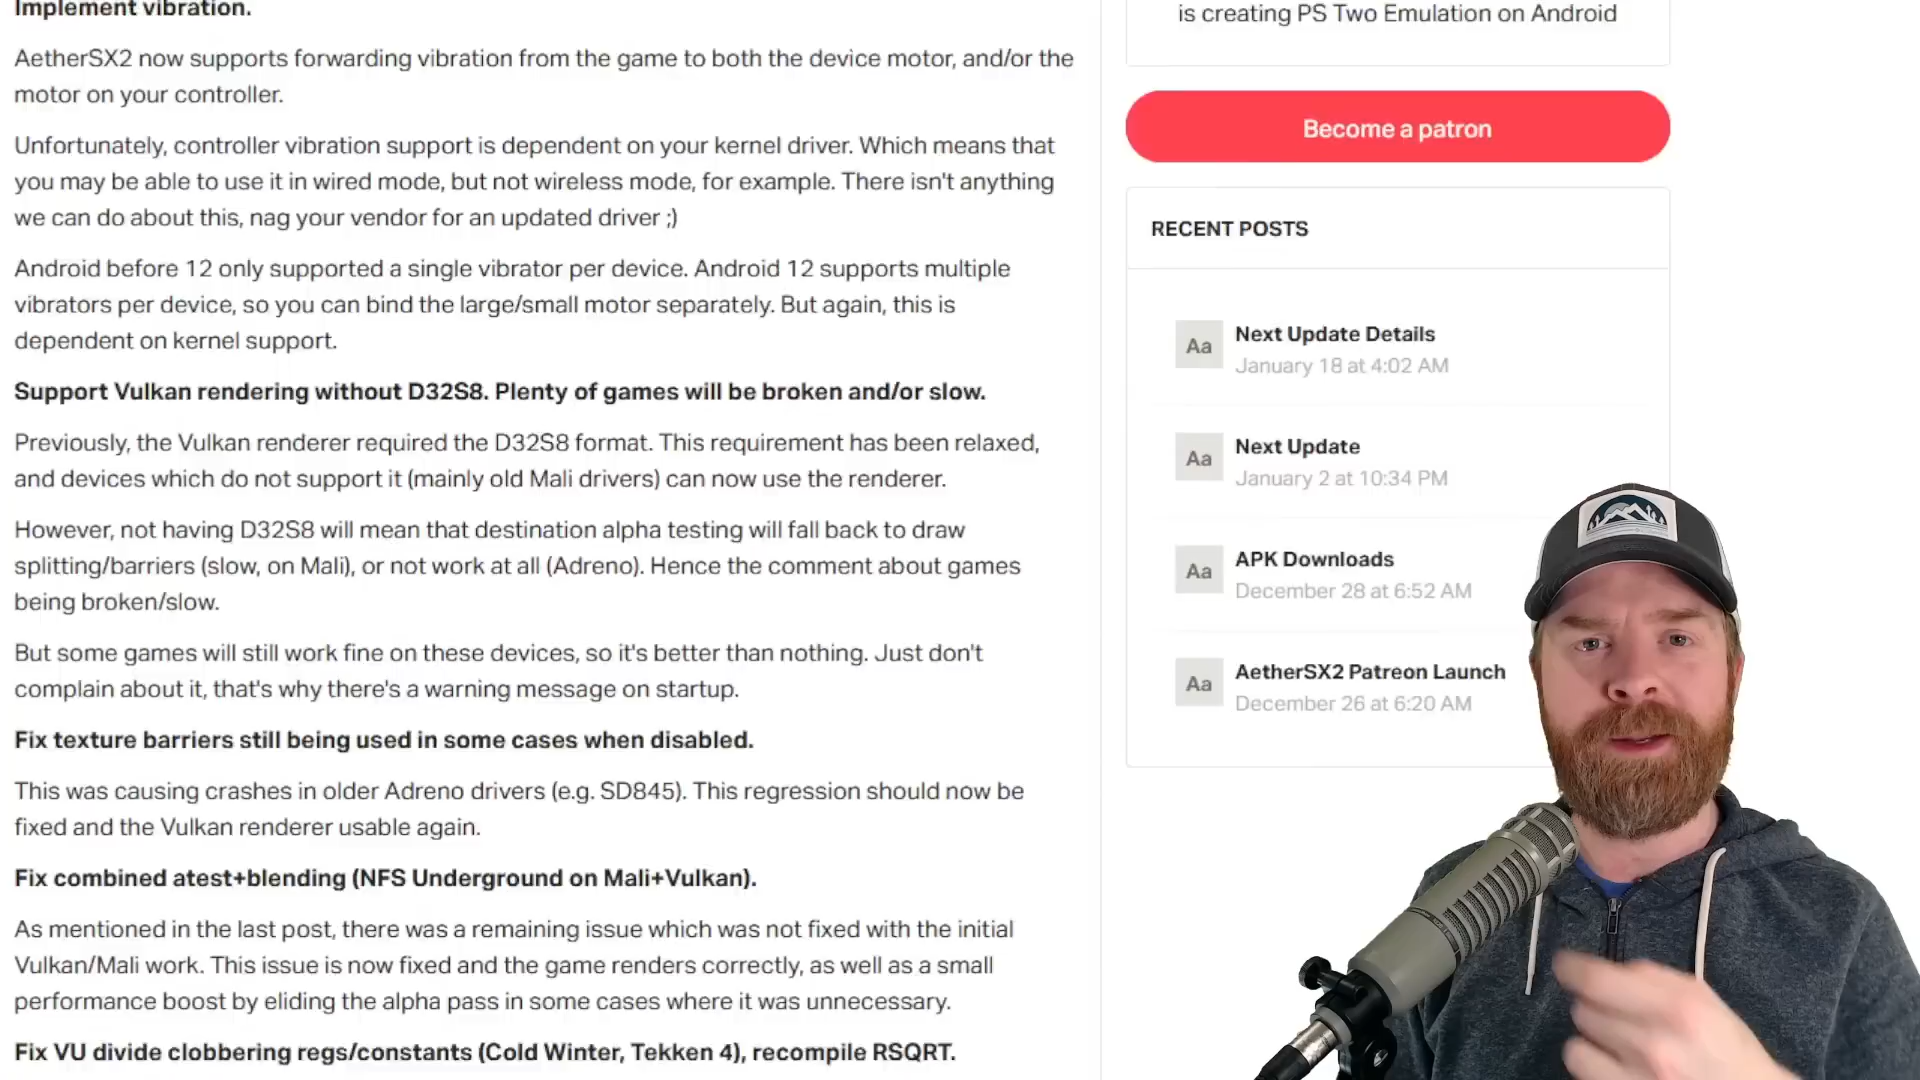 Implement vibration.
AetherSX2 now supports forwarding vibration from the game to both the device motor, and/or the
motor on your controller.
Unfortunately, controller vibration support is dependent on your kernel driver. Which means that
you may be able to use it in wired mode, but not wireless mode, for example. There isn't anything
we can do about this, nag your vendor for an updated driver ;)
Android before 12 only supported a single vibrator per device. Android 12 supports multiple
vibrators per device, so you can bind the large/small motor separately. But again, this is
dependent on kernel support.
Support Vulkan rendering without D32S8. Plenty of games will be broken and/or slow.
Previously, the Vulkan renderer required the D32S8 format. This requirement has been relaxed,
and devices which do not support it (mainly old Mali drivers) can now use the renderer.
However, not having D32S8 will mean that destination alpha testing will fall back to draw
splitting/barriers (slow, on Mali), or not work at all (Adreno). Hence the comment about games
being broken/slow.
But some games will still work fine on these devices, so it's better than nothing. Just don't
complain about it, that's why there's a warning message on startup.
Fix texture barriers still being used in some cases when disabled.
This was causing crashes in older Adreno drivers (e.g. SD845). This regression should now be
fixed and the Vulkan renderer usable again.
Fix combined atest+blending (NFS Underground on Mali+Vulkan).
As mentioned in the last post, there was a remaining issue which was not fixed with the initial
Vulkan/Mali work. This issue is now fixed and the game renders correctly, as well as a small
performance boost by eliding the alpha pass in some cases where it was unnecessary.
Fix VU divide clobbering regs/constants (Cold Winter, Tekken 4), recompile RSQRT.
is creating PS Two Emulation on Android
Become a patron
RECENT POSTS
Aa
Next Update Details
January 18 at 4:02 AM
Aa
Next Update
January 2 at 10:34 PM
Aa
APK Downloads
December 28 at 6:52 AM
Aa
AetherSX2 Patreon Launch
December 26 at 6:20 AM